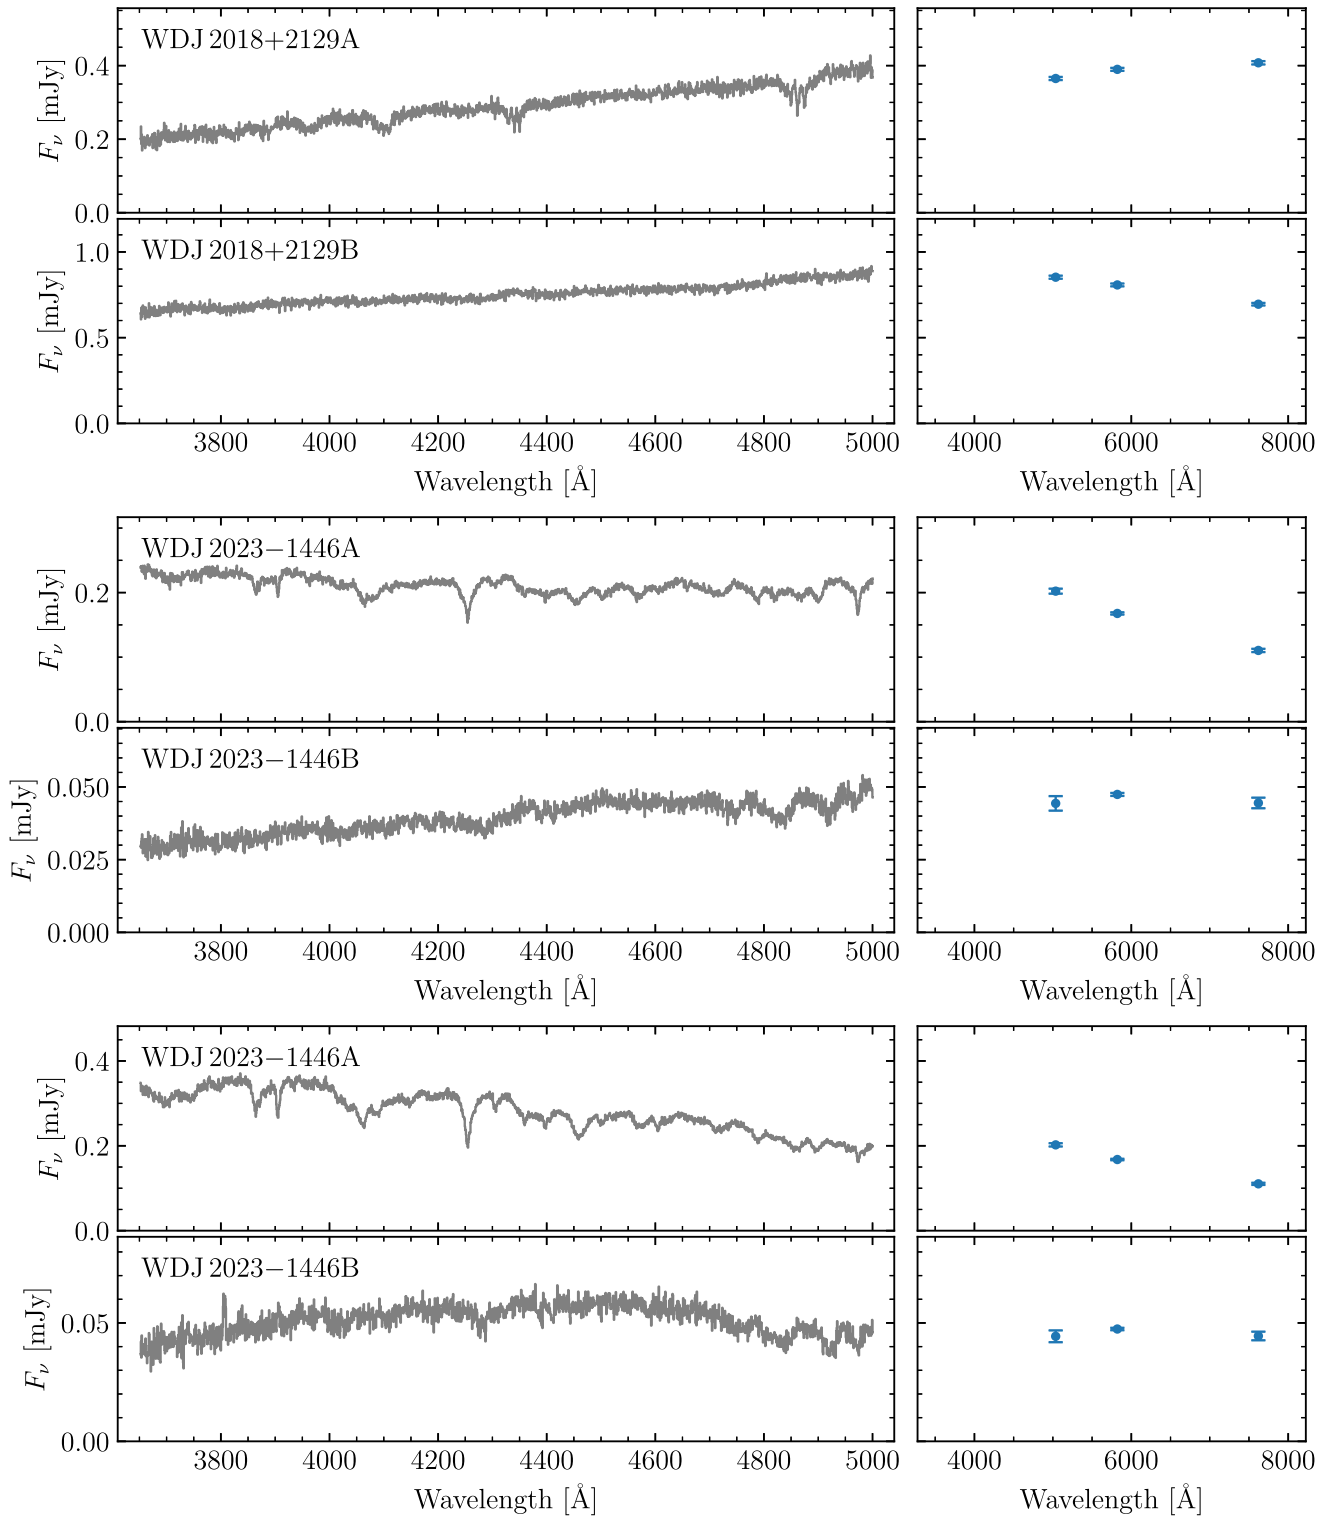 WDJ 2018+2129A
F_ν [mJy]
0.4
0.2
0.0
WDJ 2018+2129B
F_ν [mJy]
1.0
0.5
0.0
3800 4000 4200 4400 4600 4800 5000
4000 6000 8000
Wavelength [Å]
Wavelength [Å]
WDJ 2023−1446A
F_ν [mJy]
0.2
0.0
WDJ 2023−1446B
F_ν [mJy]
0.050
0.025
0.000
3800 4000 4200 4400 4600 4800 5000
4000 6000 8000
Wavelength [Å]
Wavelength [Å]
WDJ 2023−1446A
F_ν [mJy]
0.4
0.2
0.0
WDJ 2023−1446B
F_ν [mJy]
0.05
0.00
3800 4000 4200 4400 4600 4800 5000
4000 6000 8000
Wavelength [Å]
Wavelength [Å]